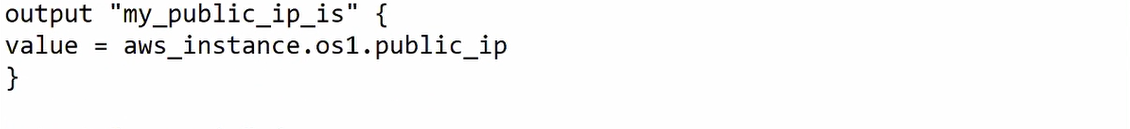 output "my_public_ip_is" {
value = aws_instance.os1.public_ip
}